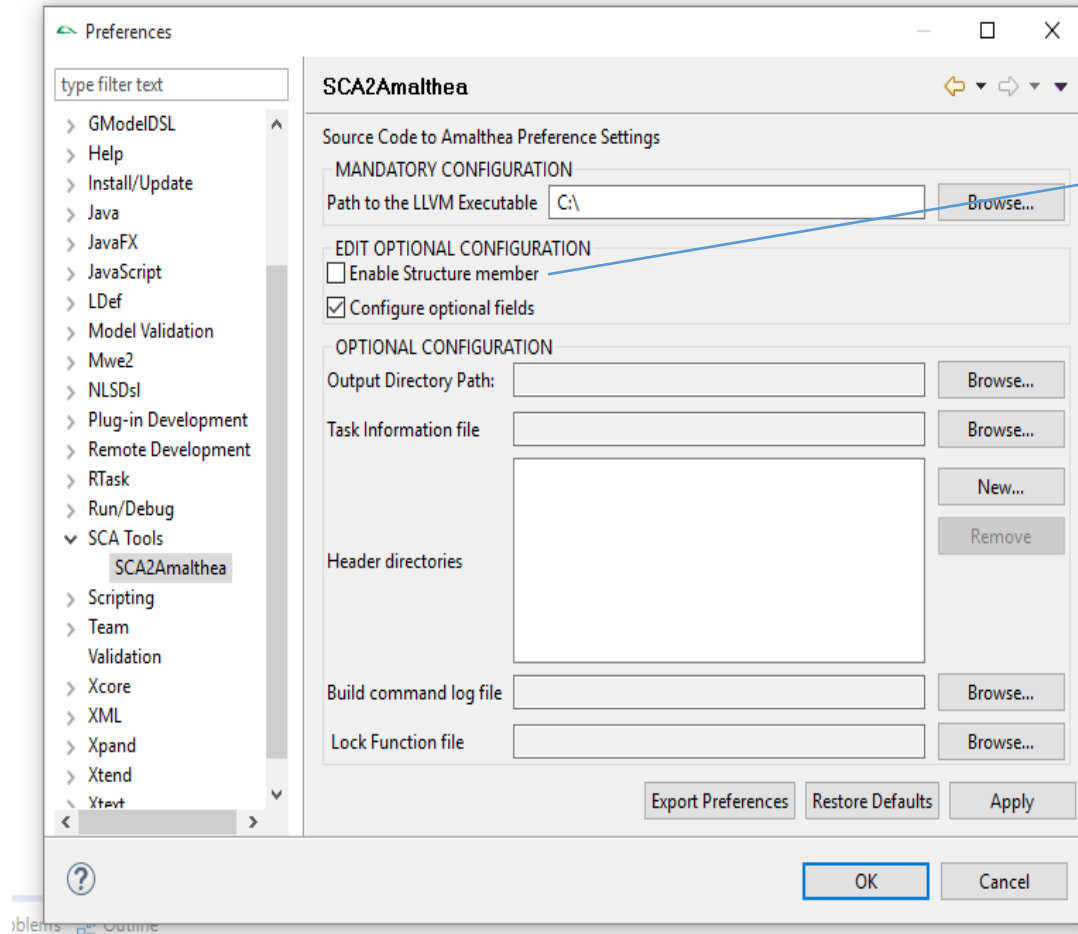 Preferences
type filter text
GModelDSL
Help
Install/Update
Java
JavaFX
JavaScript
LDef
Model Validation
Mwe2
NLSDsl
Plug-in Development
Remote Development
RTask
Run/Debug
SCA Tools
SCA2Amalthea
Scripting
Team
Validation
Xcore
XML
Xpand
Xtend
Xtext
SCA2Amalthea
Source Code to Amalthea Preference Settings
MANDATORY CONFIGURATION
Path to the LLVM Executable C:\ Browse...
EDIT OPTIONAL CONFIGURATION
Enable Structure member
Configure optional fields
OPTIONAL CONFIGURATION
Output Directory Path: Browse...
Task Information file Browse...
New...
Remove
Header directories
Build command log file Browse...
Lock Function file Browse...
Export Preferences Restore Defaults Apply
? OK Cancel
oblems Outline